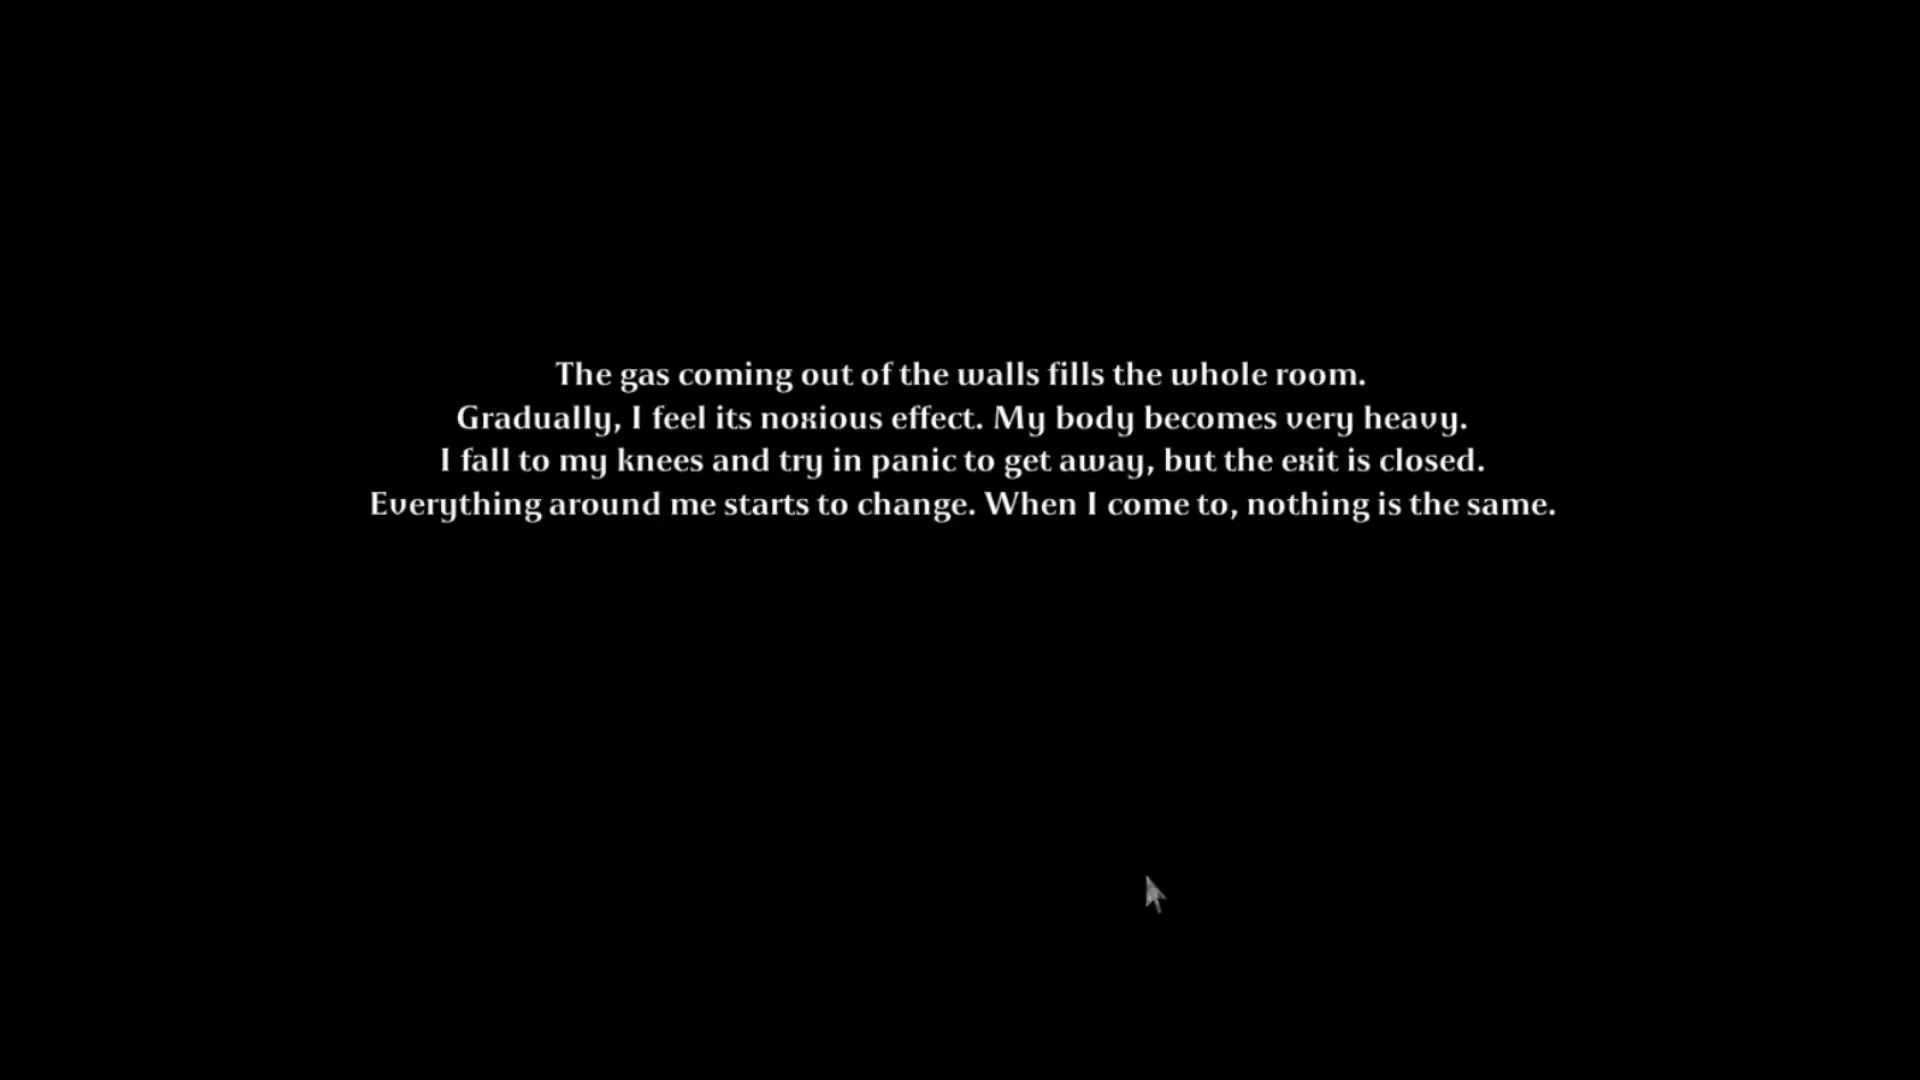 The gas coming out of the walls fills the whole room.
Gradually, I feel its noxious effect. My body becomes very heavy.
I fall to my knees and try in panic to get away, but the exit is closed.
Everything around me starts to change. When I come to, nothing is the same.